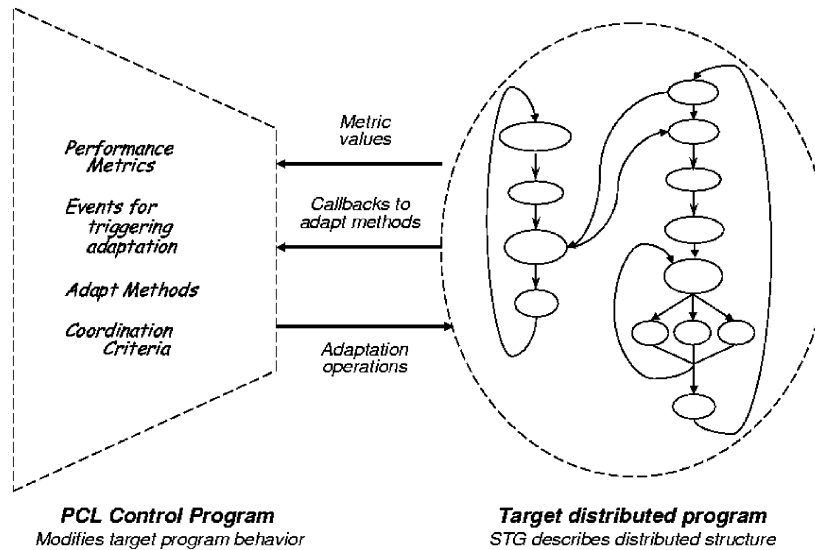 Performance
Metrics
Events for
triggering
adaptation
Adapt Methods
Coordination
Criteria
Metric
values
Callbacks to
adapt methods
Adaptation
operations
PCL Control Program
Modifies target program behavior
Target distributed program
STG describes distributed structure